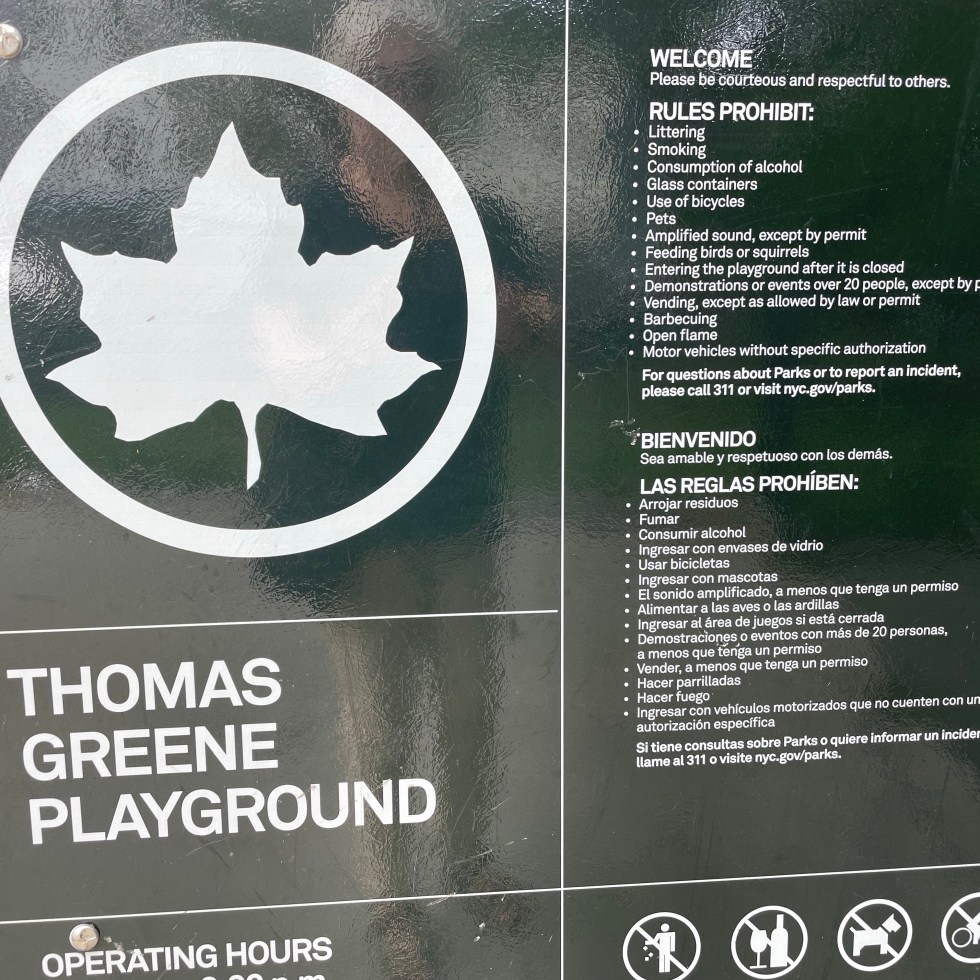 THOMAS
GREENE
PLAYGROUND
OPERATING HOURS
WELCOME
Please be courteous and respectful to others.
RULES PROHIBIT:
• Littering
• Smoking
• Consumption of alcohol
• Glass containers
• Use of bicycles
• Pets
• Amplified sound, except by permit
• Feeding birds or squirrels
• Entering the playground after it is closed
• Demonstrations or events over 20 people, except by
• Vending, except as allowed by law or permit
• Barbecuing
• Open flame
• Motor vehicles without specific authorization
For questions about Parks or to report an incident,
please call 311 or visit nyc.gov/parks.
BIENVENIDO
Sea amable y respetuoso con los demás.
LAS REGLAS PROHÍBEN:
• Arrojar residuos
• Fumar
• Consumir alcohol
• Ingresar con envases de vidrio
• Usar bicicletas
• Ingresar con mascotas
• El sonido amplificado, a menos que tenga un permiso
• Alimentar a las aves o las ardillas
• Ingresar al área de juegos si está cerrada
• Demostraciones o eventos con más de 20 personas,
a menos que tenga un permiso
• Vender, a menos que tenga un permiso
• Hacer parrilladas
• Hacer fuego
• Ingresar con vehículos motorizados que no cuenten con un
autorización específica
Si tiene consultas sobre Parks o quiere informar un
llame al 311 o visite nyc.gov/parks.